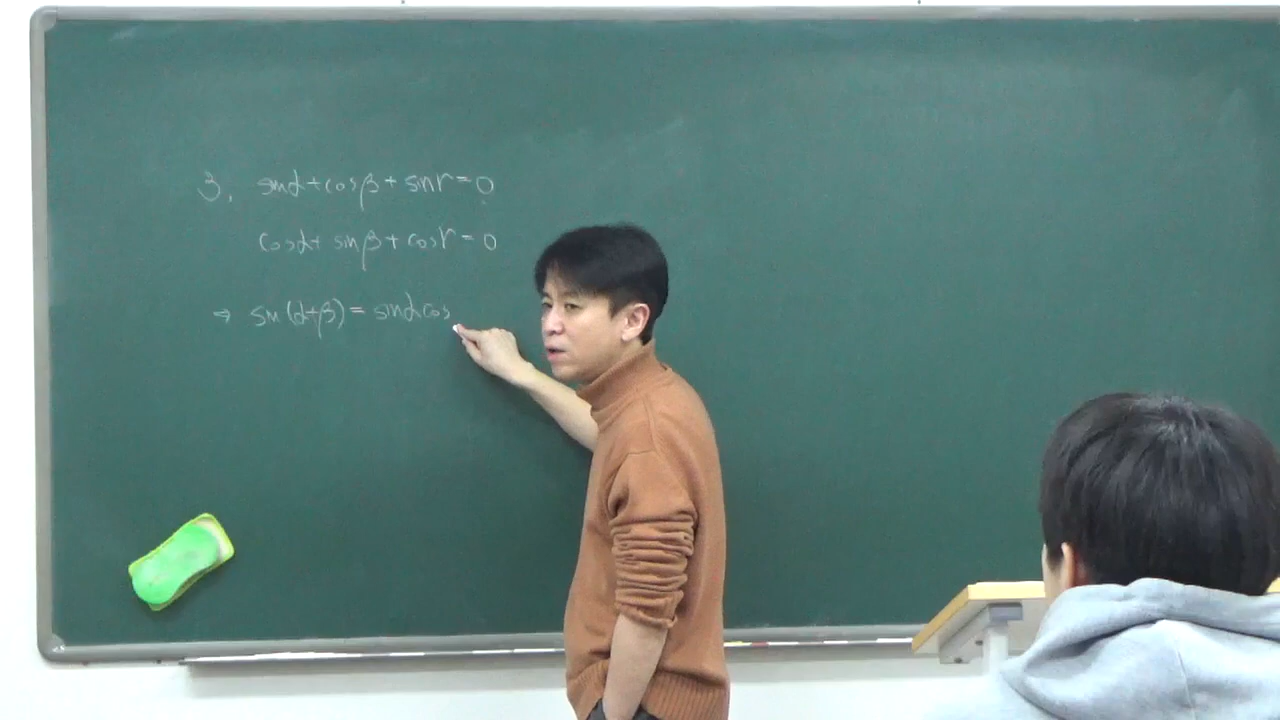 3, sinα+cosβ+sinr=0
cosα+ sinβ+cosr=0
⇒ sin(α+β)=sinαcos